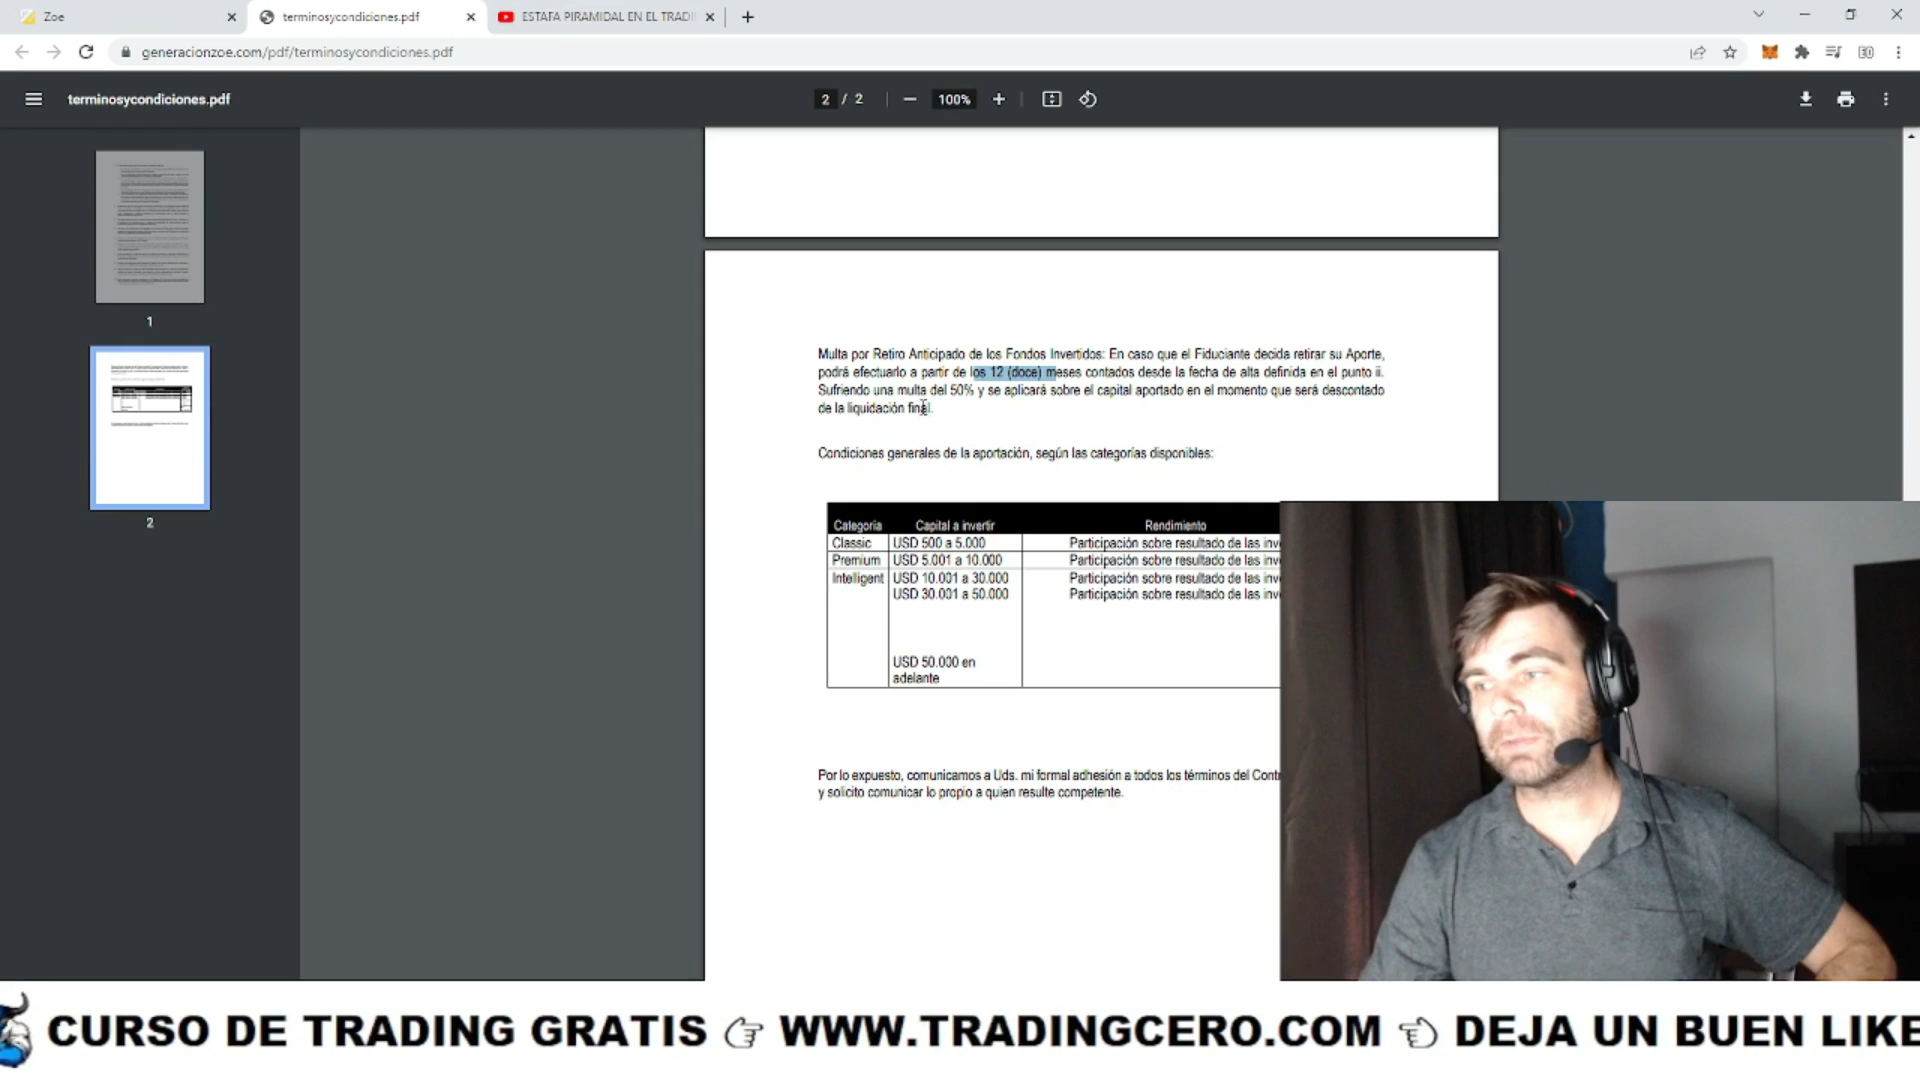 Zoe
terminosycondiciones.pdf
ESTAFA PIRAMIDAL EN EL TRADI
generacionzoe.com/pdf/terminosycondiciones.pdf
terminosycondiciones.pdf
2 / 2
100%
1
2
Multa por Retiro Anticipado de los Fondos Invertidos: En caso que el Fiduciante decida retirar su Aporte,
podrá efectuarlo a partir de los 12 (doce) meses contados desde la fecha de alta definida en el punto ii.
Sufriendo una multa del 50% y se aplicará sobre el capital aportado en el momento que será descontado
de la liquidación final.
Condiciones generales de la aportación, según las categorías disponibles:
Categoria Capital a invertir Rendimiento
Classic USD 500 a 5.000 Participación sobre resultado de las inv
Premium USD 5.001 a 10.000 Participación sobre resultado de las inv
Intelligent USD 10.001 a 30.000 Participación sobre resultado de las inv
USD 30.001 a 50.000 Participación sobre resultado de las inv
USD 50.000 en
adelante
Por lo expuesto, comunicamos a Uds. mi formal adhesión a todos los términos del Cont
y solicito comunicar lo propio a quien resulte competente.
CURSO DE TRADING GRATIS WWW.TRADINGCERO.COM DEJA UN BUEN LIKE